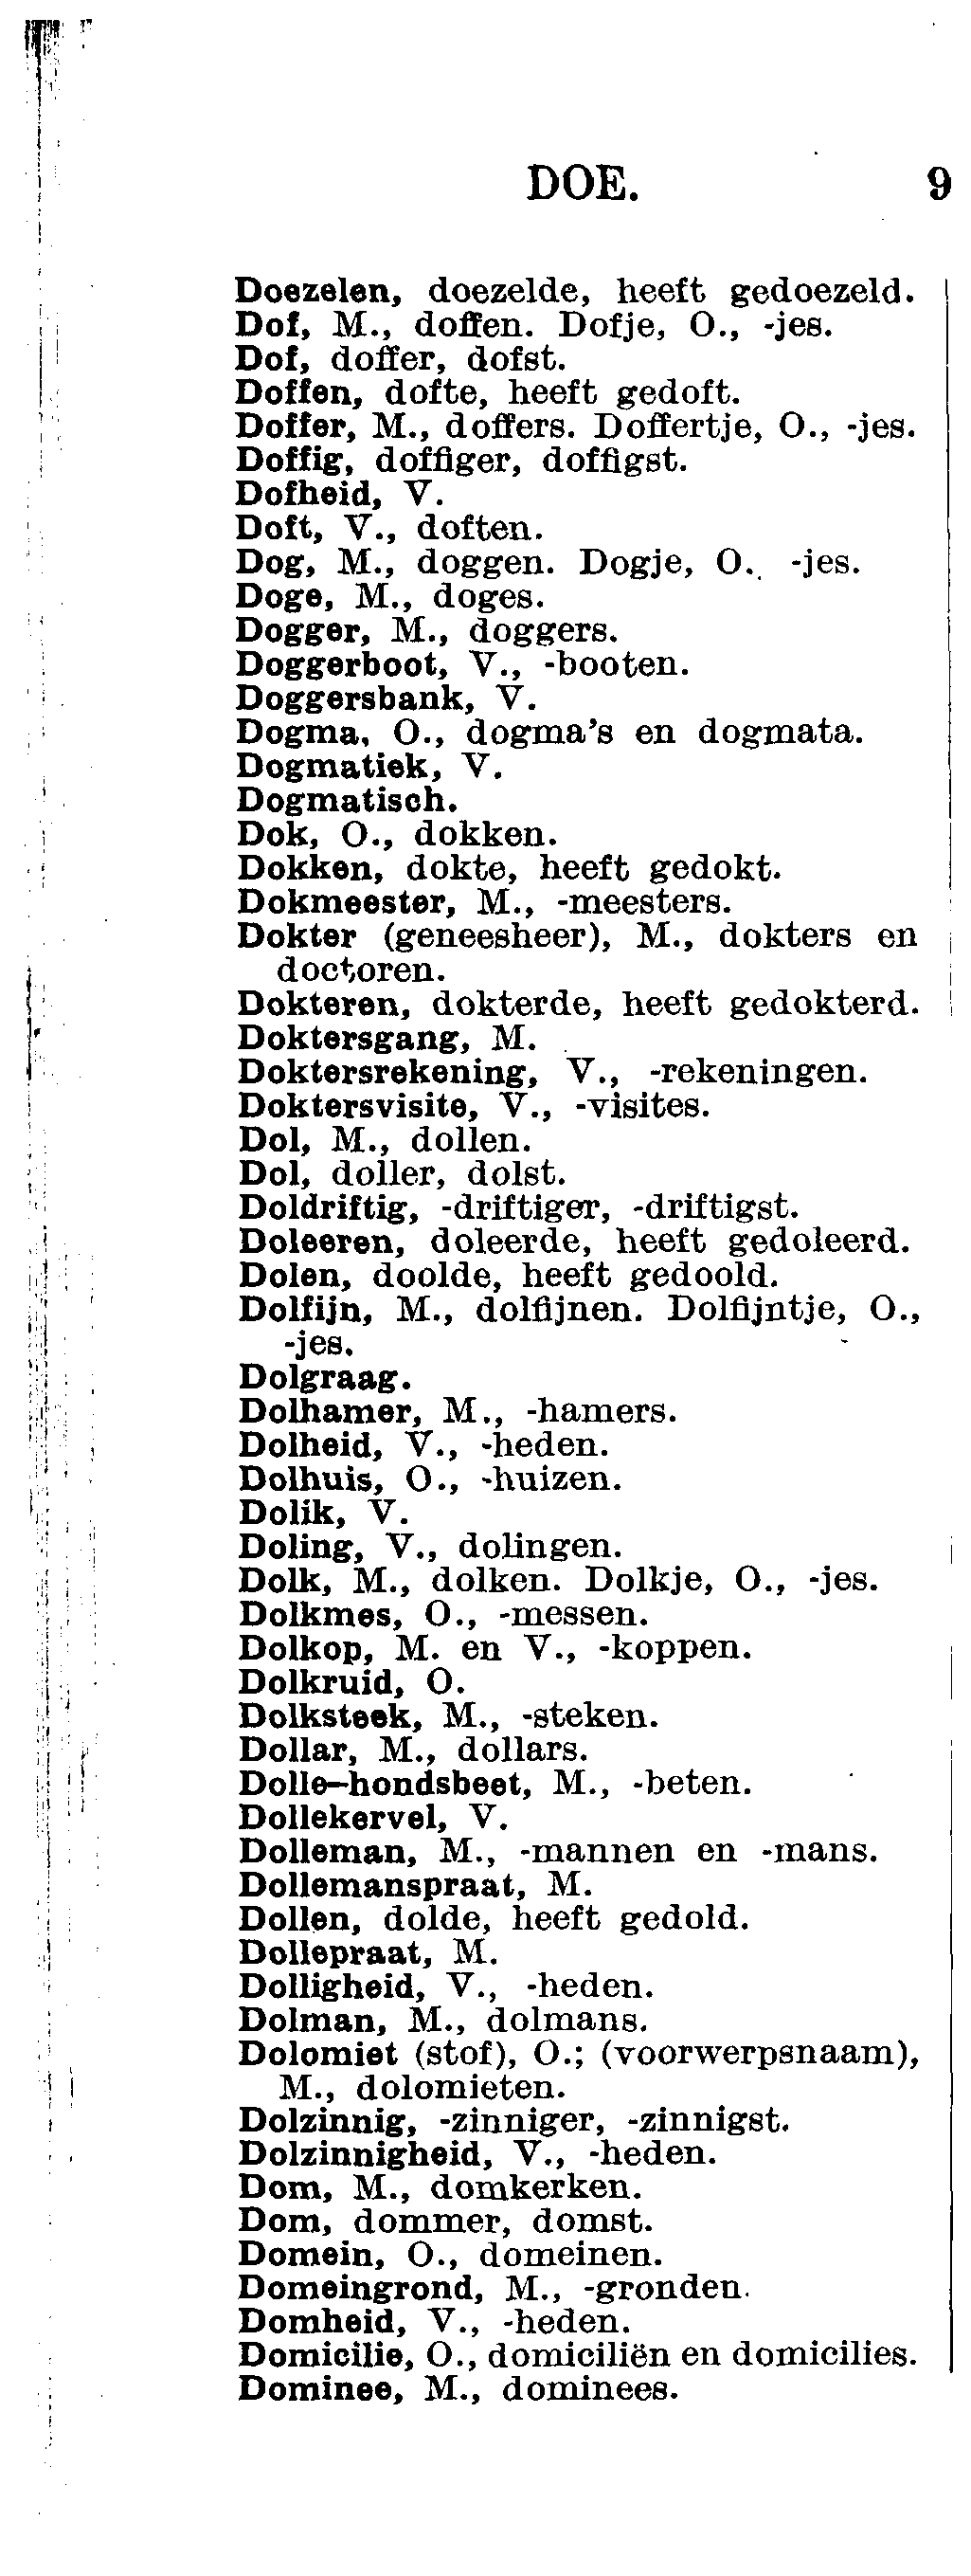 DOE. 9
Doezelen, doezelde, heeft gedoezeld.
Dof, M., doffen. Dofje, O., -jes.
Dof, doffer, dofst.
Doffen, dofte, heeft gedoft.
Doffer, M., doffers. Doffertje, O., -jes.
Doffig, doffiger, doffigst.
Dofheid, V.
Doft, V., doften.
Dog, M., doggen. Dogje, O., -jes.
Doge, M., doges.
Dogger, M., doggers.
Doggerboot, V., -booten.
Doggersbank, V.
Dogma, O., dogma's en dogmata.
Dogmatiek, V.
Dogmatisch.
Dok, O., dokken.
Dokken, dokte, heeft gedokt.
Dokmeester, M., -meesters.
Dokter (geneesheer), M., dokters en
doctoren.
Dokteren, dokterde, heeft gedokterd.
Doktersgang, M.
Doktersrekening, V., -rekeningen.
Doktersvisite, V., -visites.
Dol, M., dollen.
Dol, doller, dolst.
Doldriftig, -driftiger, -driftigst.
Doleeren, doleerde, heeft gedoleerd.
Dolen, doolde, heeft gedoold.
Dolfijn, M., dolfijnen. Dolfijntje, O.,
-jes.
Dolgraag.
Dolhamer, M., -hamers.
Dolheid, V., -heden.
Dolhuis, O., -huizen.
Dolik, V.
Doling, V., dolingen.
Dolk, M., dolken. Dolkje, O., -jes.
Dolkmes, O., -messen.
Dolkop, M. en V., -koppen.
Dolkruid, O.
Dolksteek, M., -steken.
Dollar, M., dollars.
Dolle-hondsbeet, M., -beten.
Dollekervel, V.
Dolleman, M., -mannen en -mans.
Dollemanspraat, M.
Dollen, dolde, heeft gedold.
Dollepraat, M.
Dolligheid, V., -heden.
Dolman, M., dolmans.
Dolomiet (stof), O.; (voorwerpsnaam),
M., dolomieten.
Dolzinnig, -zinniger, -zinnigst.
Dolzinnigheid, V., -heden.
Dom, M., domkerken.
Dom, dommer, domst.
Domein, O., domeinen.
Domeingrond, M., -gronden.
Domheid, V., -heden.
Domicilie, O., domiciliën en domicilies.
Dominee, M., dominees.